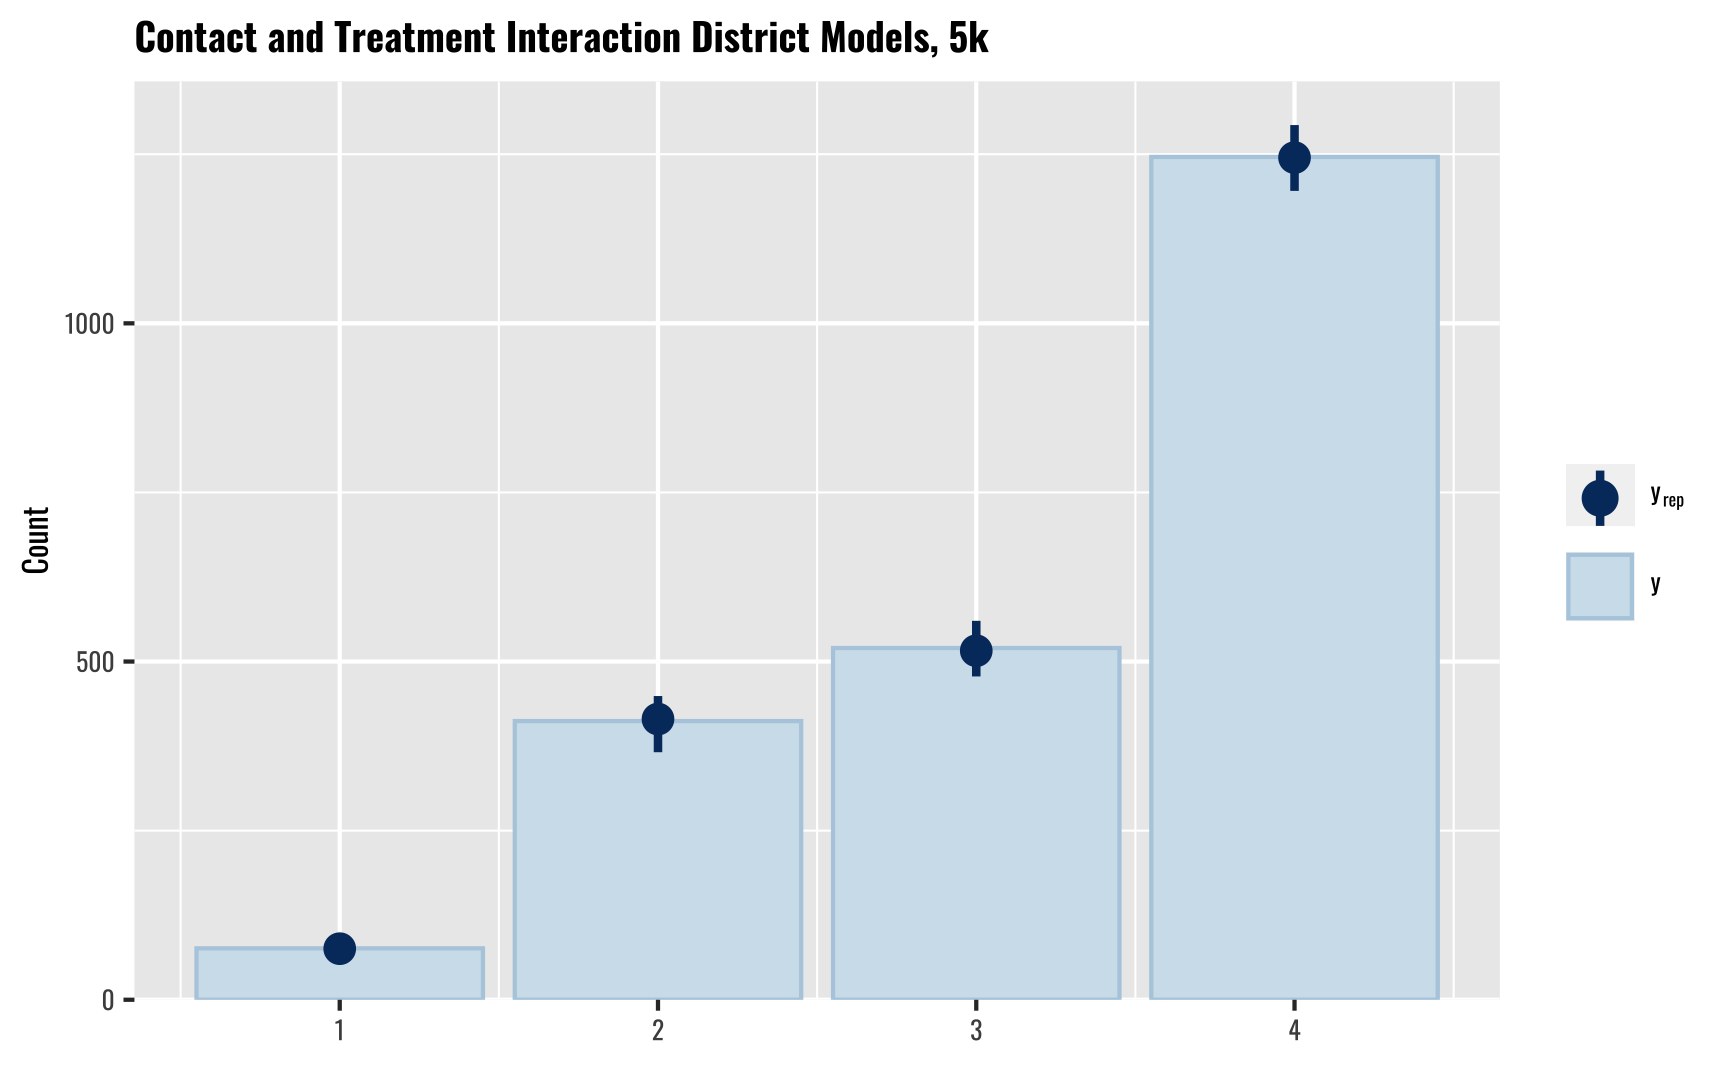 Contact and Treatment Interaction District Models, 5k
Count
1000
500
0
1 2 3 4
y rep
y